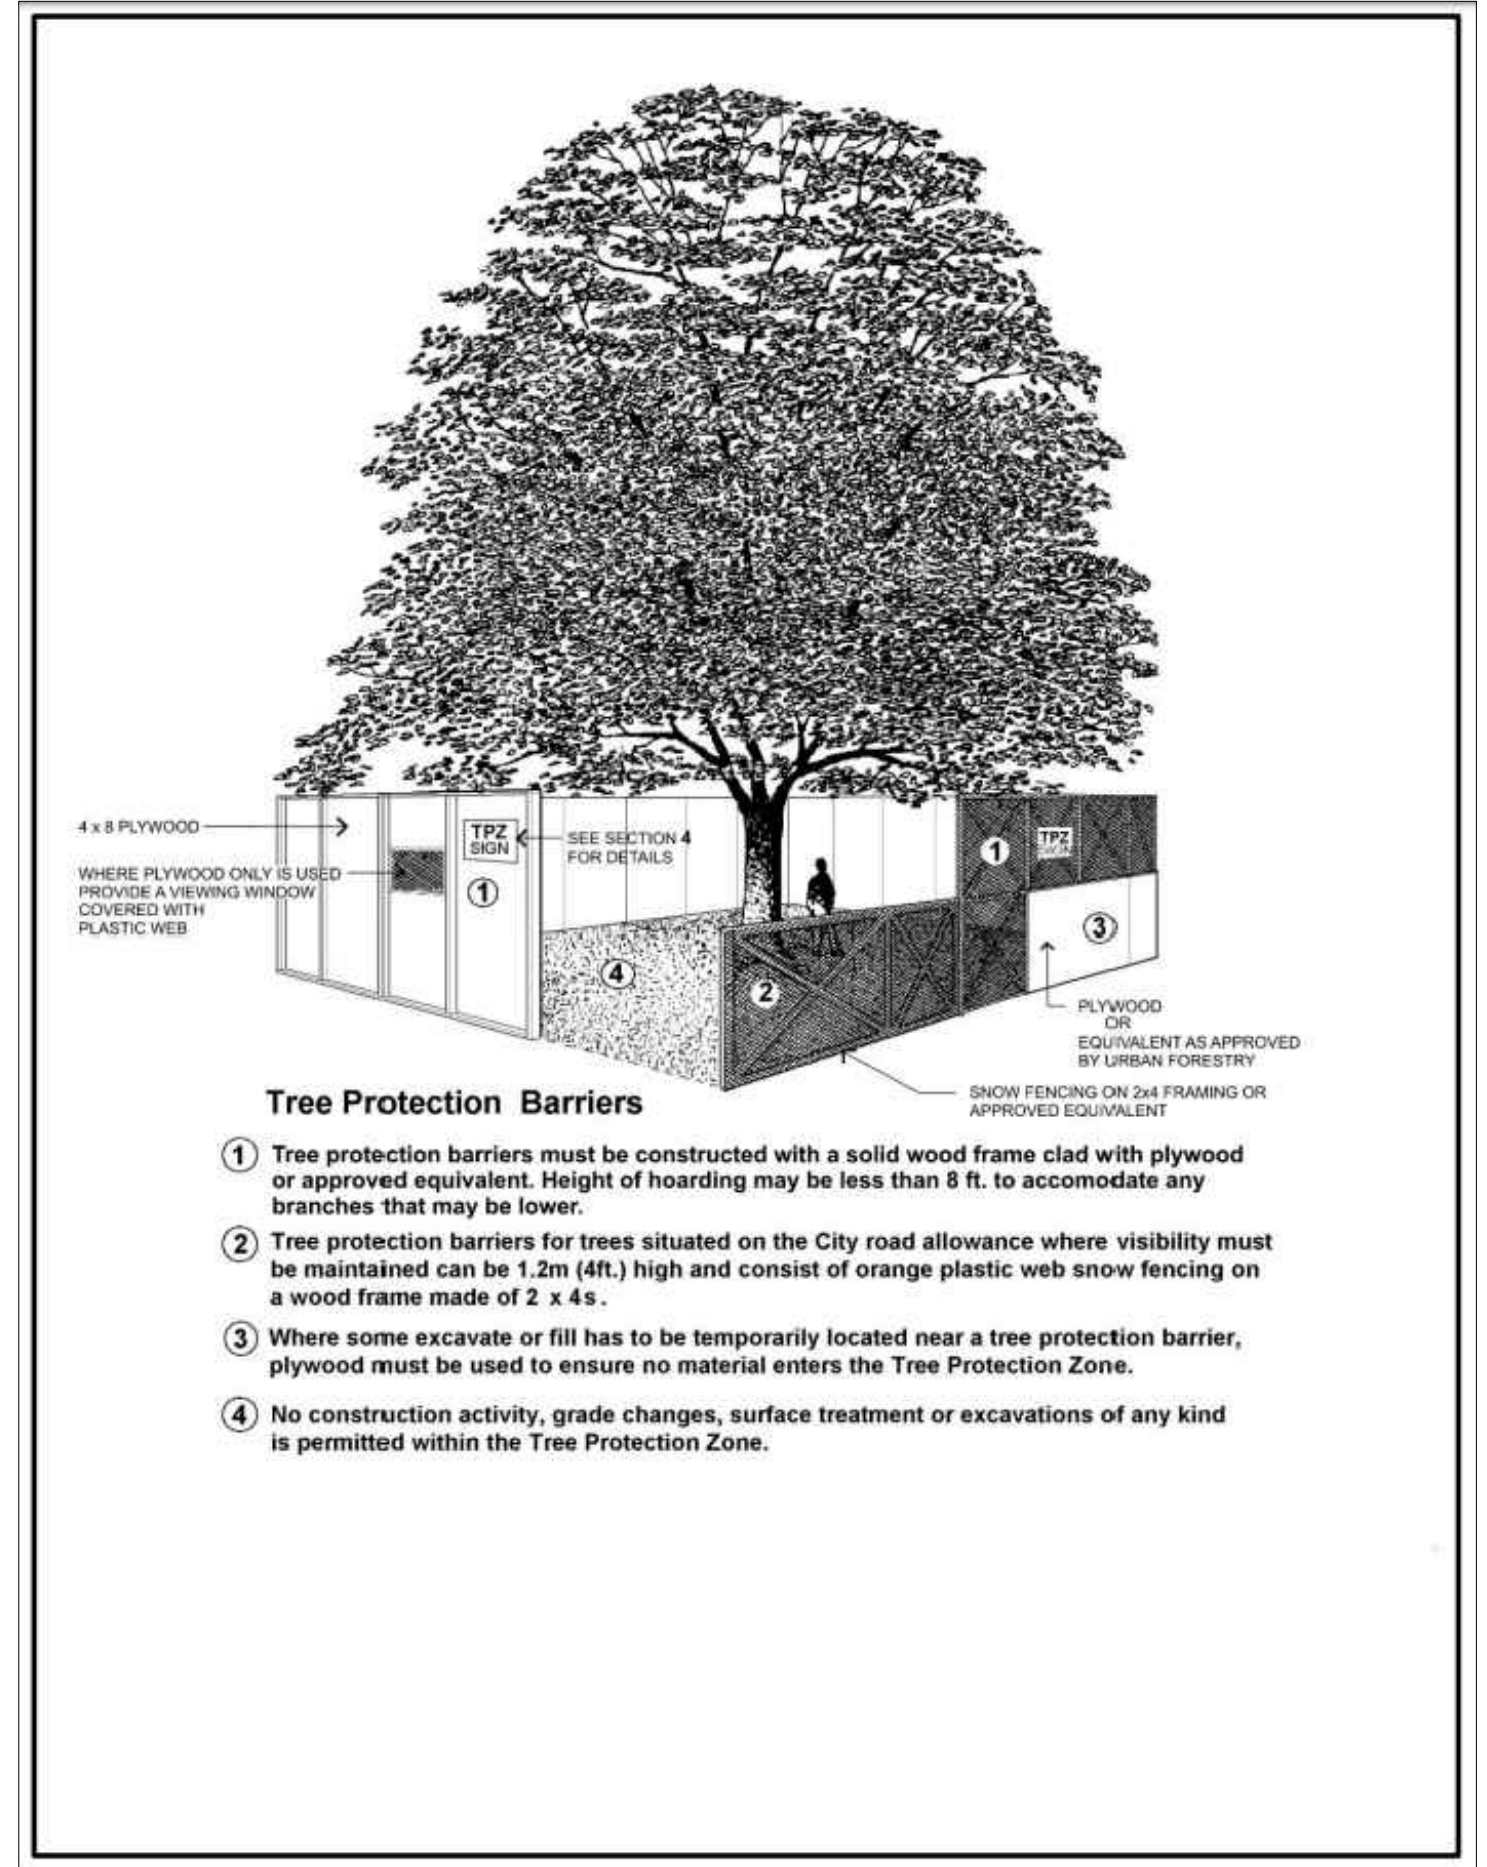 4 x 8 PLYWOOD
WHERE PLYWOOD ONLY IS USED
PROVIDE A VIEWING WINDOW
COVERED WITH
PLASTIC WEB
TPZ
SIGN
1
SEE SECTION 4
FOR DETAILS
1
TPZ
SIGN
3
4
2
PLYWOOD
OR
EQUIVALENT AS APPROVED
BY URBAN FORESTRY
SNOW FENCING ON 2x4 FRAMING OR
APPROVED EQUIVALENT
Tree Protection Barriers
1 Tree protection barriers must be constructed with a solid wood frame clad with plywood
or approved equivalent. Height of hoarding may be less than 8 ft. to accomodate any
branches that may be lower.
2 Tree protection barriers for trees situated on the City road allowance where visibility must
be maintained can be 1.2m (4ft.) high and consist of orange plastic web snow fencing on
a wood frame made of 2 x 4s.
3 Where some excavate or fill has to be temporarily located near a tree protection barrier,
plywood must be used to ensure no material enters the Tree Protection Zone.
4 No construction activity, grade changes, surface treatment or excavations of any kind
is permitted within the Tree Protection Zone.